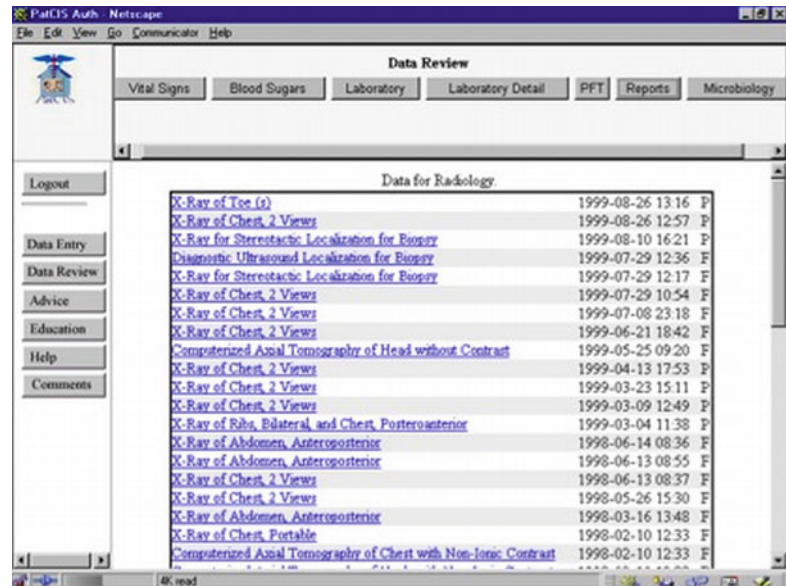 PatCIS Auth - Netscape
File Edit View Go Communicator Help
Data Review
Vital Signs Blood Sugars Laboratory Laboratory Detail PFT Reports Microbiology
Logout
Data Entry
Data Review
Advice
Education
Help
Comments
Data for Radiology.
X-Ray of Toe (s) 1999-08-26 13:16 P
X-Ray of Chest, 2 Views 1999-08-26 12:57 P
X-Ray for Stereotactic Localization for Biopsy 1999-08-10 16:21 P
Diagnostic Ultrasound Localization for Biopsy 1999-07-29 12:36 F
X-Ray for Stereotactic Localization for Biopsy 1999-07-29 12:17 F
X-Ray of Chest, 2 Views 1999-07-29 10:54 F
X-Ray of Chest, 2 Views 1999-07-08 23:18 F
X-Ray of Chest, 2 Views 1999-06-21 18:42 F
Computerized Axial Tomography of Head without Contrast 1999-05-25 09:20 F
X-Ray of Chest, 2 Views 1999-04-13 17:53 P
X-Ray of Chest, 2 Views 1999-03-23 15:11 P
X-Ray of Chest, 2 Views 1999-03-09 12:49 P
X-Ray of Ribs, Bilateral, and Chest, Posteroanterior 1999-03-04 11:38 P
X-Ray of Abdomen, Anteroposterior 1998-06-14 08:36 F
X-Ray of Abdomen, Anteroposterior 1998-06-13 08:55 F
X-Ray of Chest, 2 Views 1998-06-13 08:37 F
X-Ray of Chest, 2 Views 1998-05-26 15:30 F
X-Ray of Abdomen, Anteroposterior 1998-03-16 13:48 F
X-Ray of Chest, Portable 1998-02-10 12:33 F
Computerized Axial Tomography of Chest with Non-Ionic Contrast 1998-02-10 12:33 F
4K read